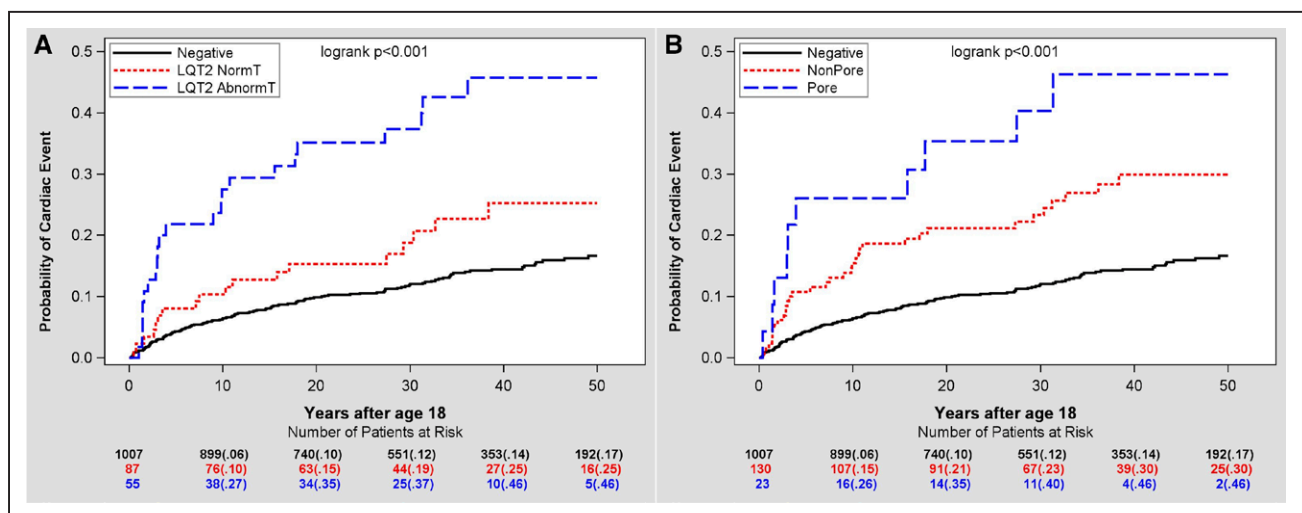 A
logrank p<0.001
Negative
LQT2 NormT
LQT2 AbnormT
Probability of Cardiac Event
0.5
0.4
0.3
0.2
0.1
0.0
0 10 20 30 40 50
Years after age 18
Number of Patients at Risk
1007 899(.06) 740(.10) 551(.12) 353(.14) 192(.17)
87 76(.10) 63(.15) 44(.19) 27(.25) 16(.25)
55 38(.27) 34(.35) 25(.37) 10(.46) 5(.46)
B
logrank p<0.001
Negative
NonPore
Pore
Probability of Cardiac Event
0.5
0.4
0.3
0.2
0.1
0.0
0 10 20 30 40 50
Years after age 18
Number of Patients at Risk
1007 899(.06) 740(.10) 551(.12) 353(.14) 192(.17)
130 107(.15) 91(.21) 67(.23) 39(.30) 25(.30)
23 16(.26) 14(.35) 11(.40) 4(.46) 2(.46)